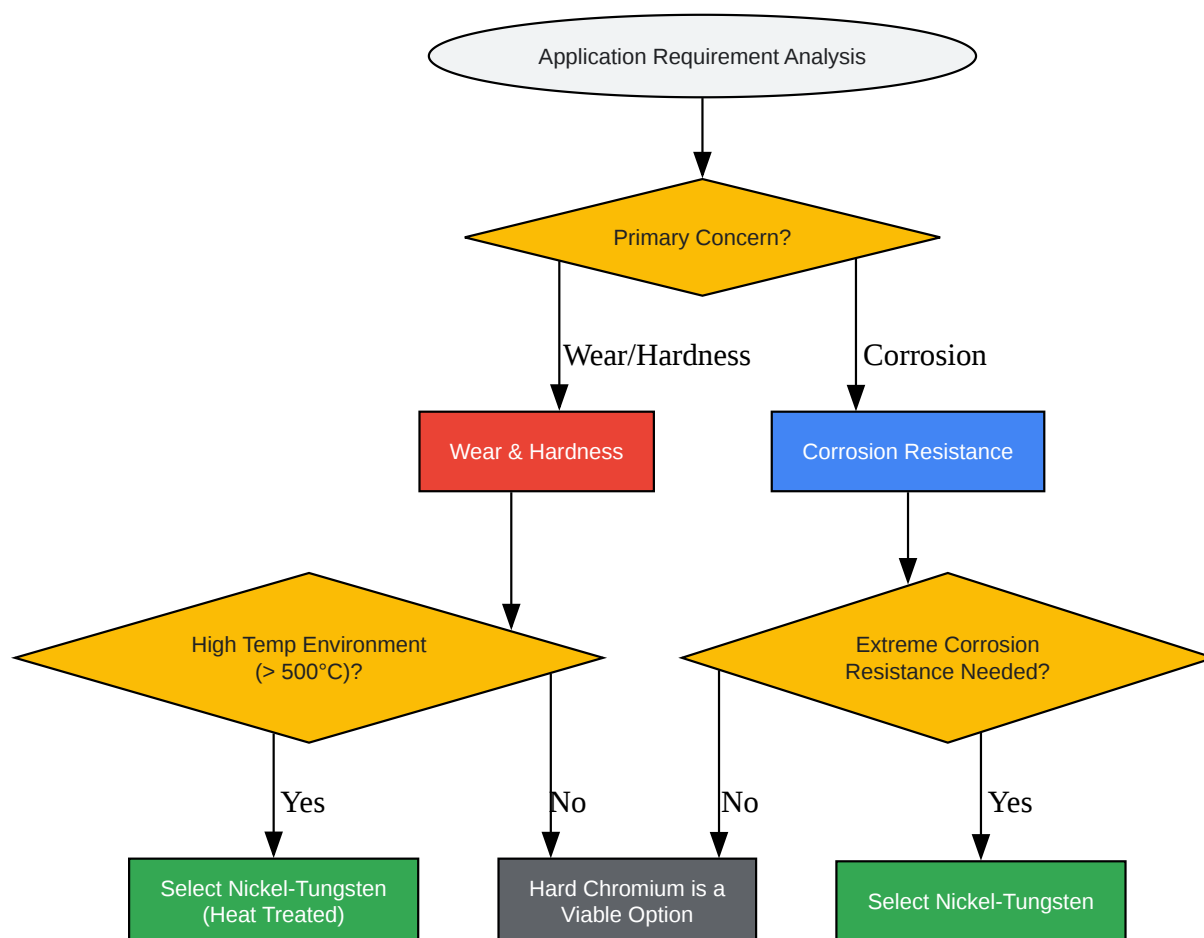 Application Requirement Analysis
Primary Concern?
Wear/Hardness
Corrosion
Wear & Hardness
Corrosion Resistance
High Temp Environment
(> 500°C)?
Extreme Corrosion
Resistance Needed?
Yes
No
No
Yes
Select Nickel-Tungsten
(Heat Treated)
Hard Chromium is a
Viable Option
Select Nickel-Tungsten